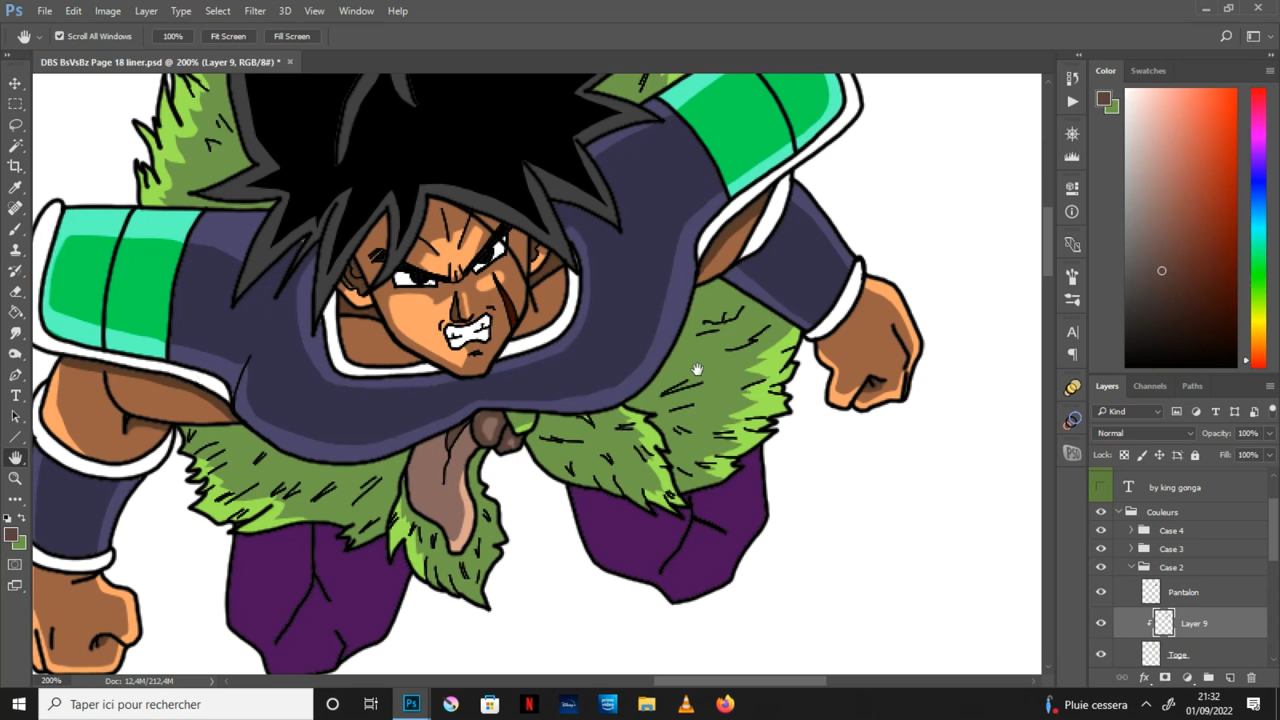 Ps File Edit Image Layer Type Select Filter 3D View Window Help
Scroll All Windows 100% Fit Screen Fill Screen
DBS BsVsBz Page 18 liner.psd @ 200% (Layer 9, RGB/8#) * ×
Color Swatches
Layers Channels Paths
Kind
Normal Opacity: 100%
Lock: Fill: 100%
T by king gonga
Couleurs
Case 4
Case 3
Case 2
Pantalon
Layer 9
Toge
200% Doc: 12,4M/212,4M
Taper ici pour rechercher
Pluie cessera
21:32
01/09/2022